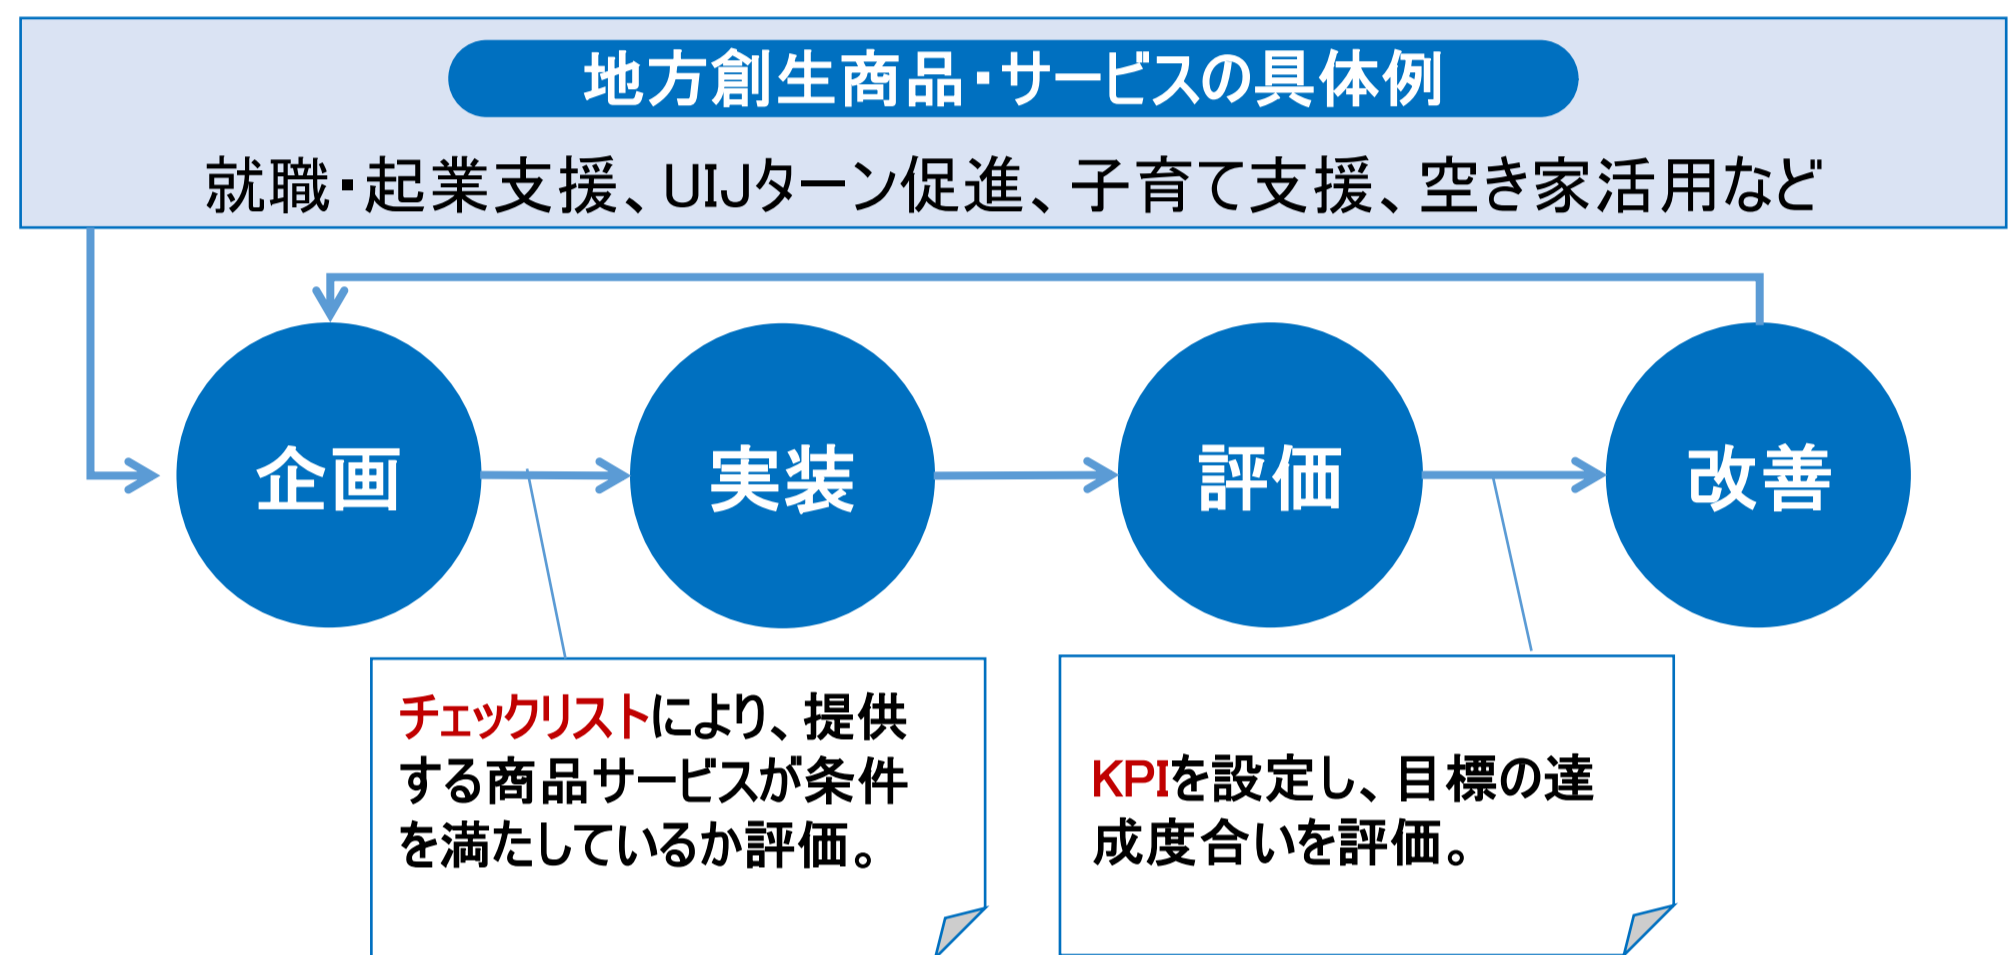 地方創生商品・サービスの具体例
就職・起業支援、UIJターン促進、子育て支援、空き家活用など
企画
実装
評価
改善
チェックリストにより、提供
する商品サービスが条件
を満たしているか評価。
KPIを設定し、目標の達
成度合いを評価。